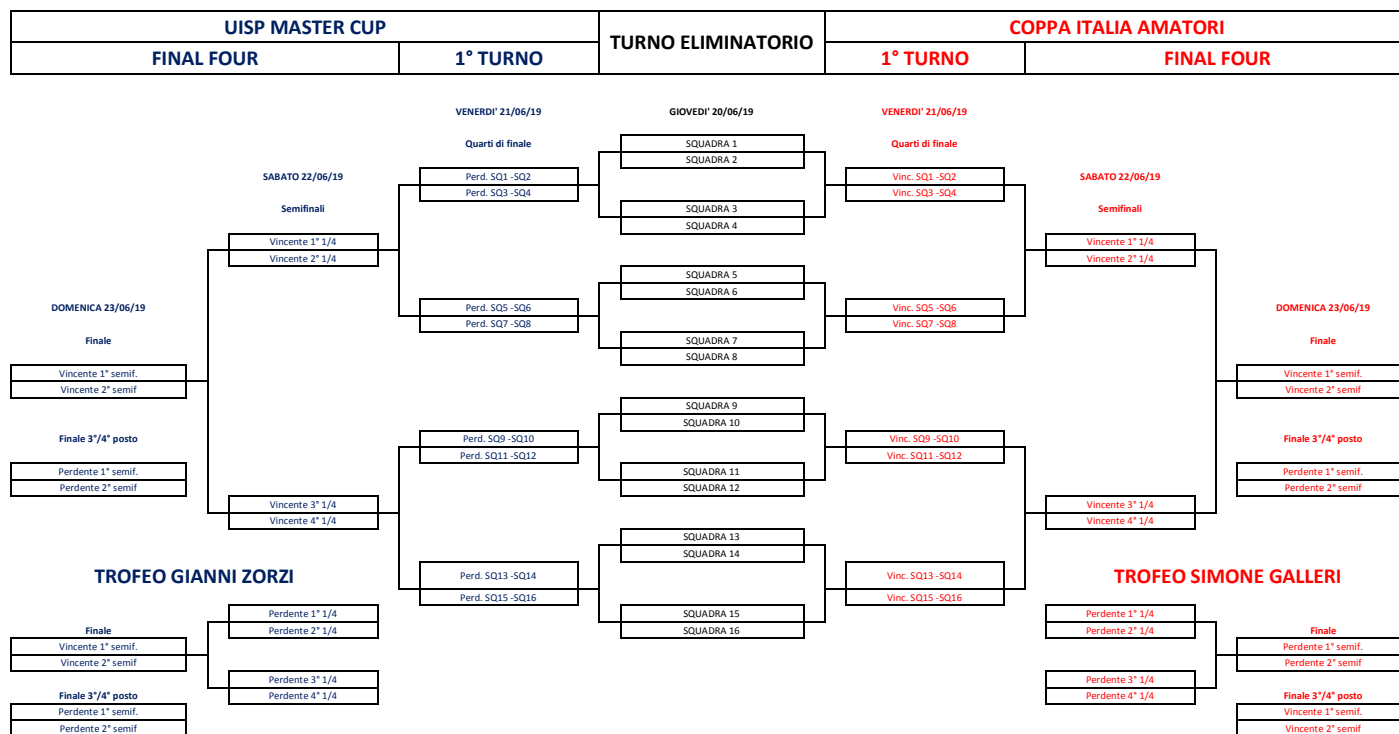 UISP MASTER CUP
TURNO ELIMINATORIO
COPPA ITALIA AMATORI
FINAL FOUR
1° TURNO
1° TURNO
FINAL FOUR
VENERDI' 21/06/19
GIOVEDI' 20/06/19
VENERDI' 21/06/19
Quarti di finale
SQUADRA 1
Quarti di finale
SQUADRA 2
SABATO 22/06/19
Perd. SQ1 -SQ2
Vinc. SQ1 -SQ2
SABATO 22/06/19
Perd. SQ3 -SQ4
Vinc. SQ3 -SQ4
Semifinali
SQUADRA 3
Semifinali
SQUADRA 4
Vincente 1° 1/4
Vincente 1° 1/4
Vincente 2° 1/4
Vincente 2° 1/4
SQUADRA 5
SQUADRA 6
DOMENICA 23/06/19
Perd. SQ5 -SQ6
Vinc. SQ5 -SQ6
DOMENICA 23/06/19
Perd. SQ7 -SQ8
Vinc. SQ7 -SQ8
Finale
SQUADRA 7
Finale
SQUADRA 8
Vincente 1° semif.
Vincente 1° semif.
Vincente 2° semif
Vincente 2° semif
SQUADRA 9
SQUADRA 10
Finale 3°/4° posto
Perd. SQ9 -SQ10
Vinc. SQ9 -SQ10
Finale 3°/4° posto
Perd. SQ11 -SQ12
Vinc. SQ11 -SQ12
Perdente 1° semif.
SQUADRA 11
Perdente 1° semif.
Perdente 2° semif
SQUADRA 12
Perdente 2° semif
Vincente 3° 1/4
Vincente 3° 1/4
Vincente 4° 1/4
Vincente 4° 1/4
SQUADRA 13
SQUADRA 14
TROFEO GIANNI ZORZI
Perd. SQ13 -SQ14
Vinc. SQ13 -SQ14
TROFEO SIMONE GALLERI
Perd. SQ15 -SQ16
Vinc. SQ15 -SQ16
Perdente 1° 1/4
SQUADRA 15
Perdente 1° 1/4
Finale
Perdente 2° 1/4
SQUADRA 16
Perdente 2° 1/4
Finale
Vincente 1° semif.
Perdente 1° semif.
Vincente 2° semif
Perdente 2° semif
Perdente 3° 1/4
Perdente 3° 1/4
Finale 3°/4° posto
Perdente 4° 1/4
Perdente 4° 1/4
Finale 3°/4° posto
Perdente 1° semif.
Vincente 1° semif.
Perdente 2° semif
Vincente 2° semif